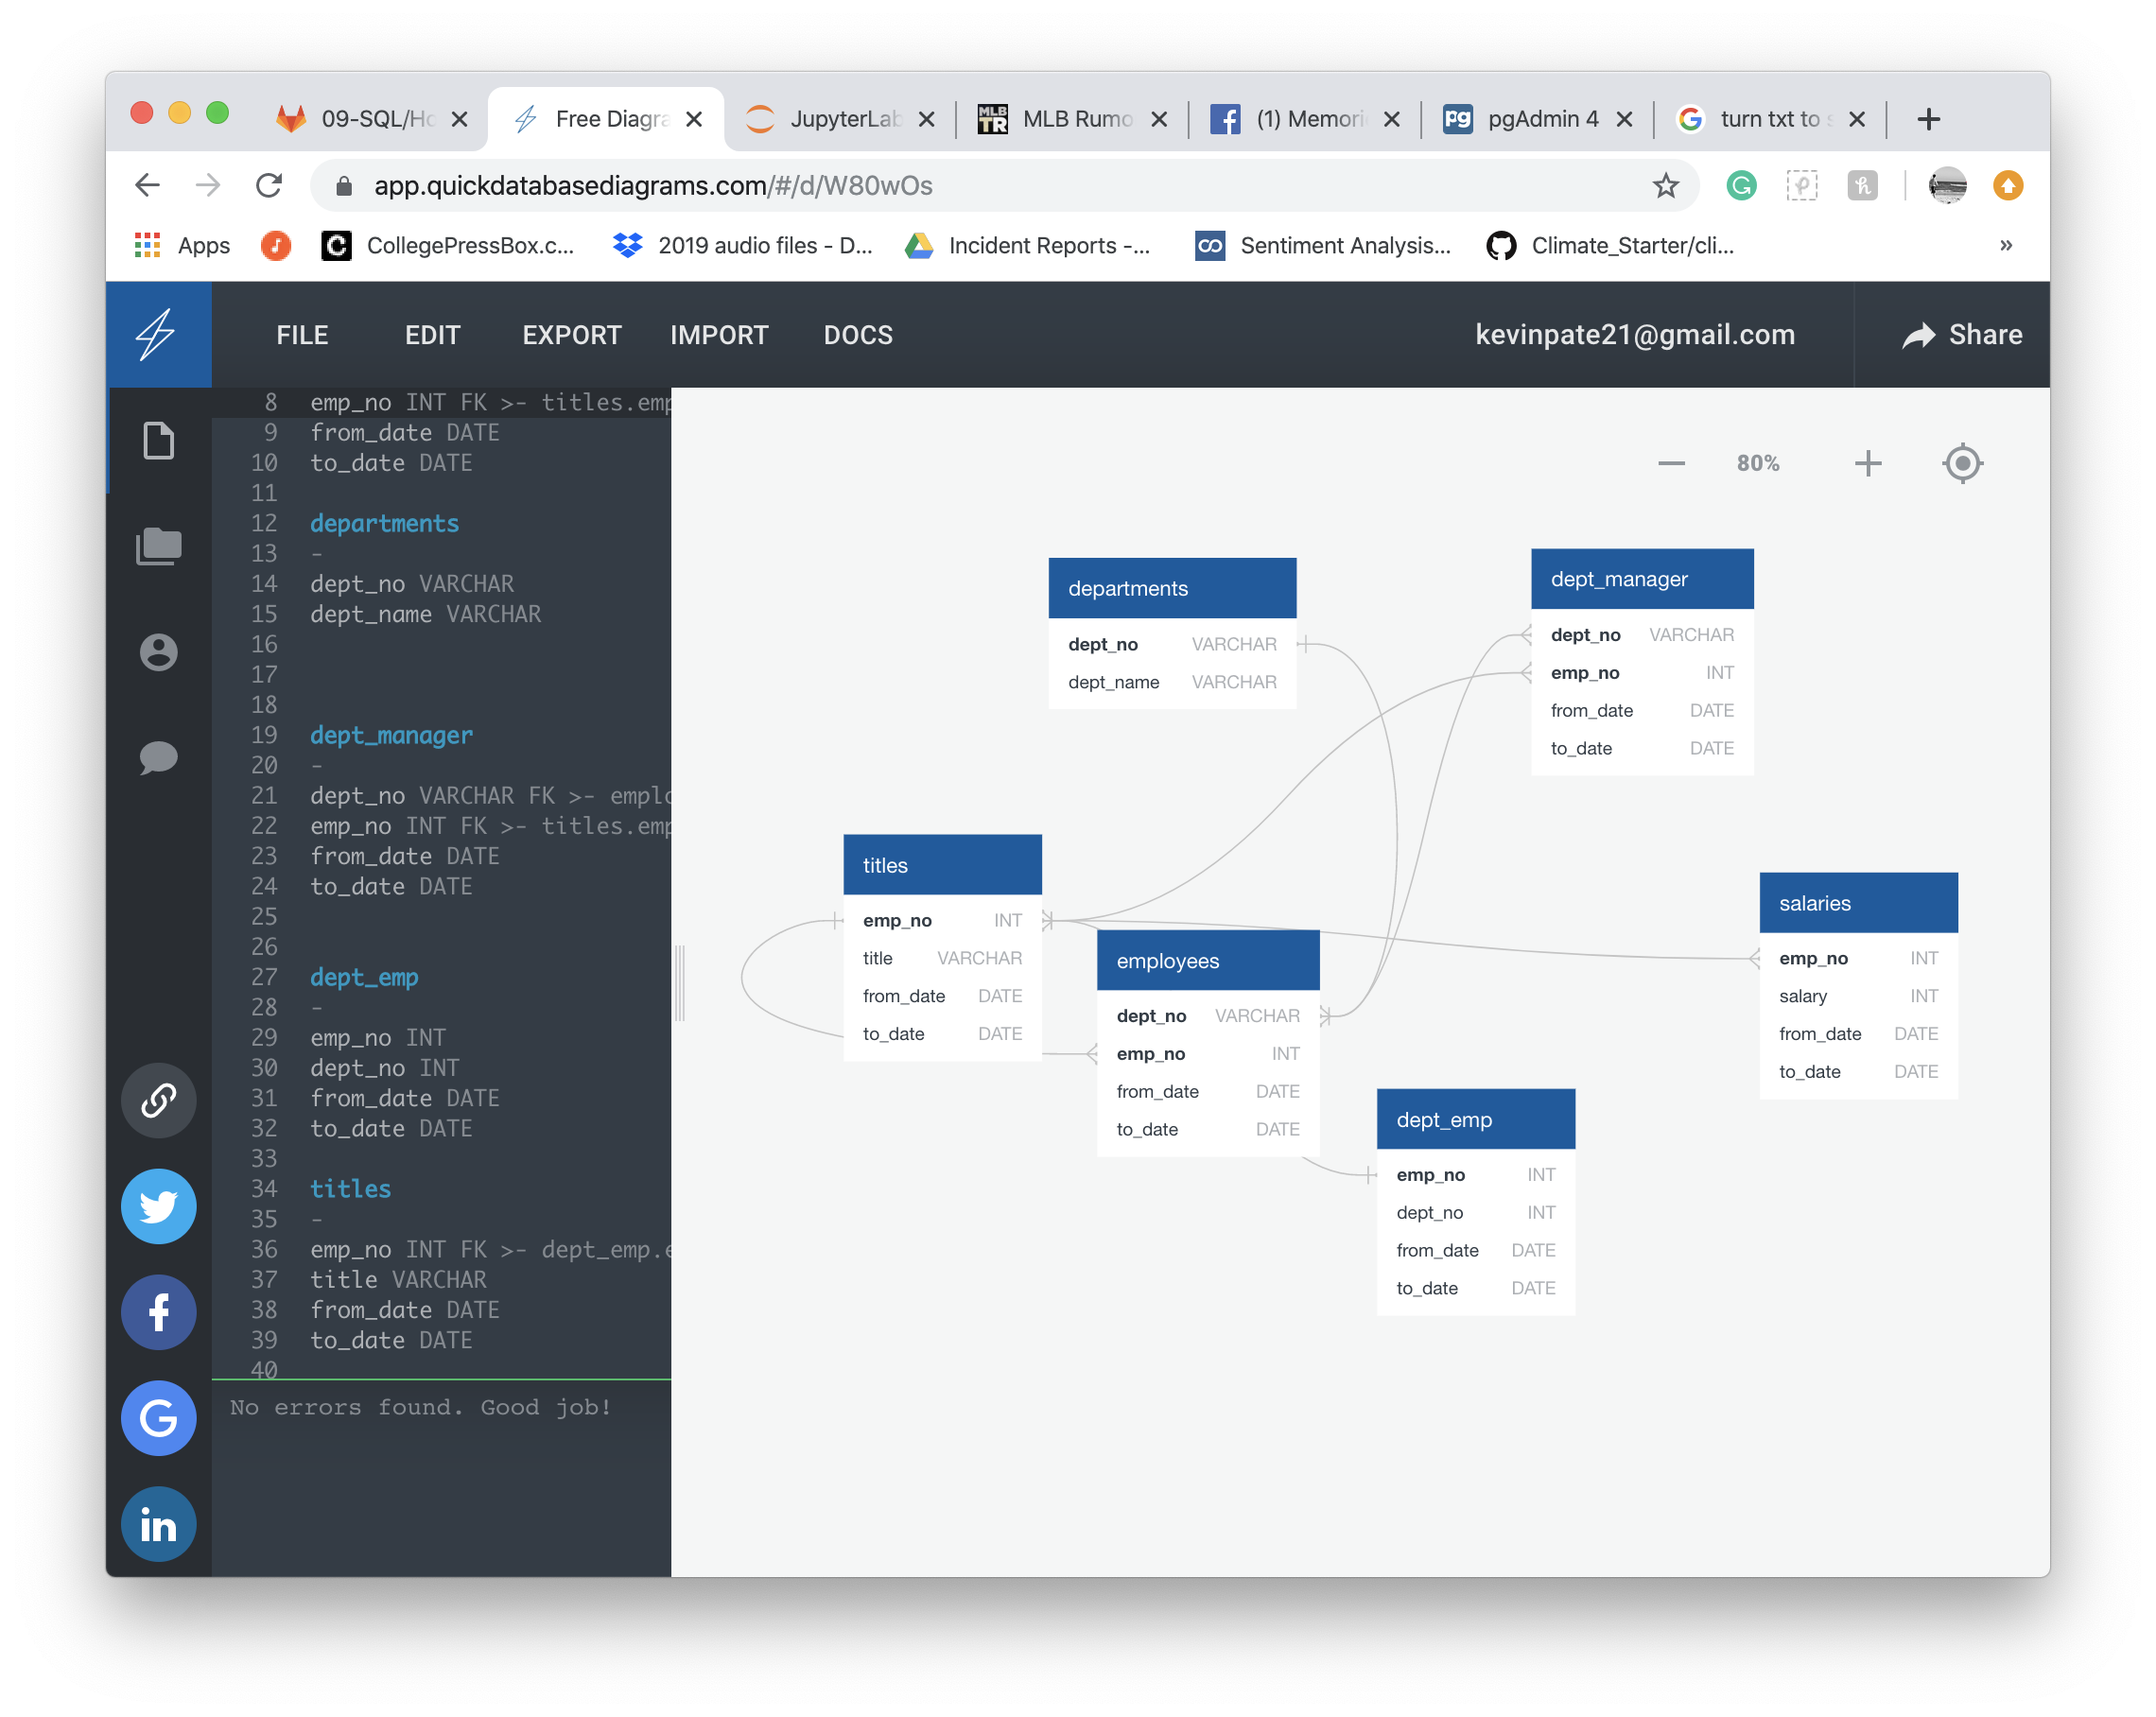 09-SQL/Ho
Free Diagra
JupyterLab
MLB Rumo
(1) Memori
pgAdmin 4
turn txt to s
app.quickdatabasediagrams.com/#/d/W80wOs
Apps
CollegePressBox.c...
2019 audio files - D...
Incident Reports -...
Sentiment Analysis...
Climate_Starter/cli...
»
FILE EDIT EXPORT IMPORT DOCS
kevinpate21@gmail.com
Share
8 emp_no INT FK >- titles.emp
9 from_date DATE
10 to_date DATE
11
12 departments
13 -
14 dept_no VARCHAR
15 dept_name VARCHAR
16
17
18
19 dept_manager
20 -
21 dept_no VARCHAR FK >- emplo
22 emp_no INT FK >- titles.emp
23 from_date DATE
24 to_date DATE
25
26
27 dept_emp
28 -
29 emp_no INT
30 dept_no INT
31 from_date DATE
32 to_date DATE
33
34 titles
35 -
36 emp_no INT FK >- dept_emp.e
37 title VARCHAR
38 from_date DATE
39 to_date DATE
40
No errors found. Good job!
80%
departments
dept_no VARCHAR
dept_name VARCHAR
dept_manager
dept_no VARCHAR
emp_no INT
from_date DATE
to_date DATE
titles
emp_no INT
title VARCHAR
from_date DATE
to_date DATE
employees
dept_no VARCHAR
emp_no INT
from_date DATE
to_date DATE
salaries
emp_no INT
salary INT
from_date DATE
to_date DATE
dept_emp
emp_no INT
dept_no INT
from_date DATE
to_date DATE